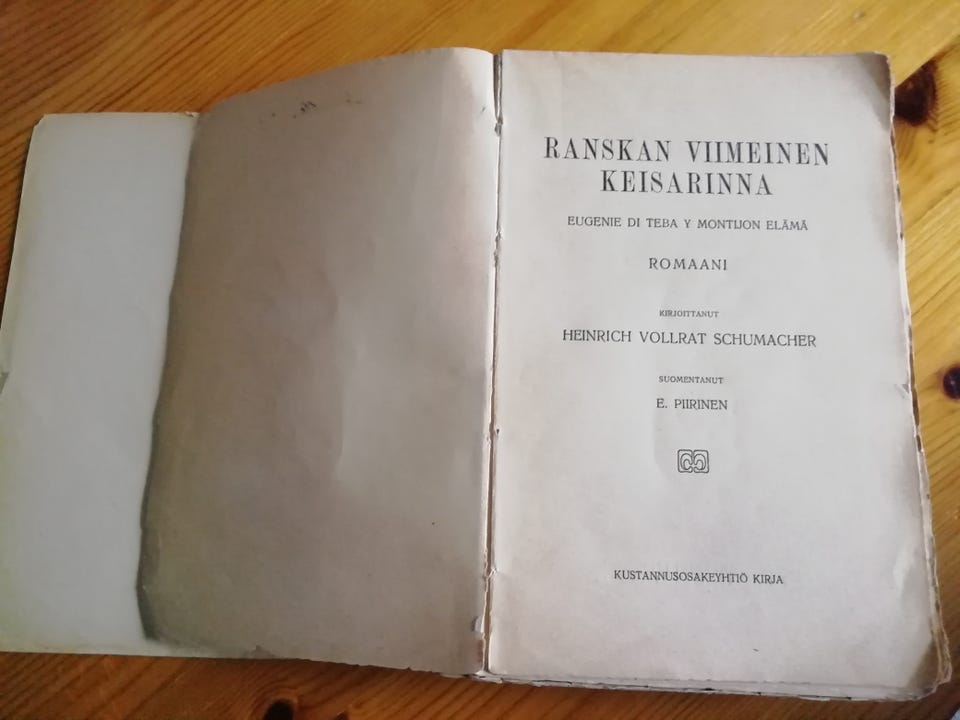 RANSKAN VIIMEINEN
KEISARINNA
EUGENIE DI TEBA Y MONTIJON ELÄMÄ
ROMAANI
KIRJOITTANUT
HEINRICH VOLLRAT SCHUMACHER
SUOMENTANUT
E. PIIRINEN
KUSTANNUSOSAKEYHTIÖ KIRJA